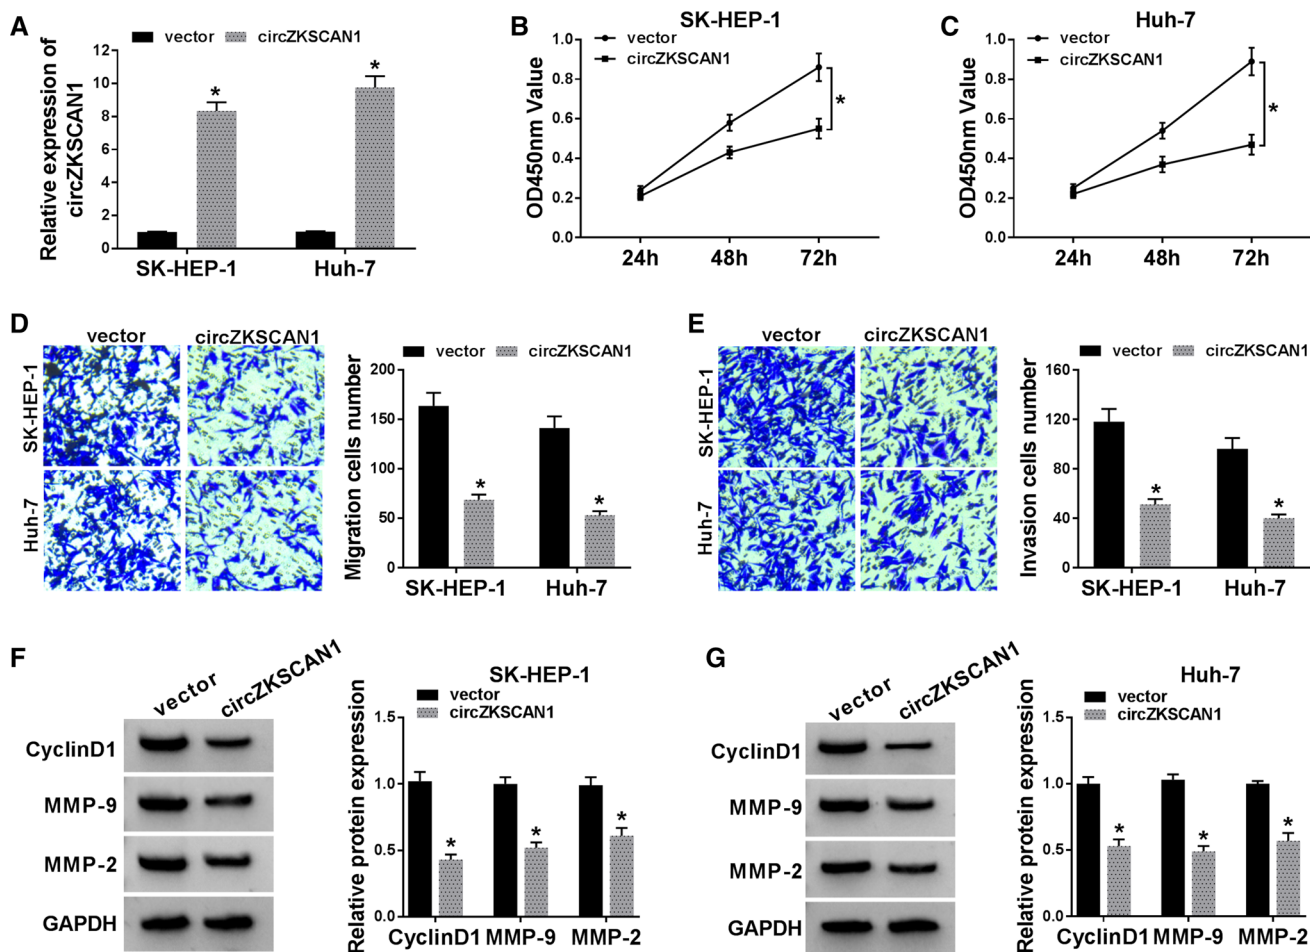 A
vector circZKSCAN1
Relative expression of
circZKSCAN1
12
10
8
6
4
2
0
* *
SK-HEP-1 Huh-7
B
SK-HEP-1
vector
circZKSCAN1
OD450nm Value
1.0
0.8
0.6
0.4
0.2
0.0
*
24h 48h 72h
C
Huh-7
vector
circZKSCAN1
OD450nm Value
1.0
0.8
0.6
0.4
0.2
0.0
*
24h 48h 72h
D
vector circZKSCAN1
SK-HEP-1
Huh-7
vector circZKSCAN1
Migration cells number
200
150
100
50
0
* *
SK-HEP-1 Huh-7
E
vector circZKSCAN1
SK-HEP-1
Huh-7
vector circZKSCAN1
Invasion cells number
160
120
80
40
0
* *
SK-HEP-1 Huh-7
F
vector circZKSCAN1
CyclinD1
MMP-9
MMP-2
GAPDH
SK-HEP-1
vector
circZKSCAN1
Relative protein expression
1.5
1.0
0.5
0.0
* * *
CyclinD1 MMP-9 MMP-2
G
vector circZKSCAN1
CyclinD1
MMP-9
MMP-2
GAPDH
Huh-7
vector
circZKSCAN1
Relative protein expression
1.5
1.0
0.5
0.0
* * *
CyclinD1 MMP-9 MMP-2